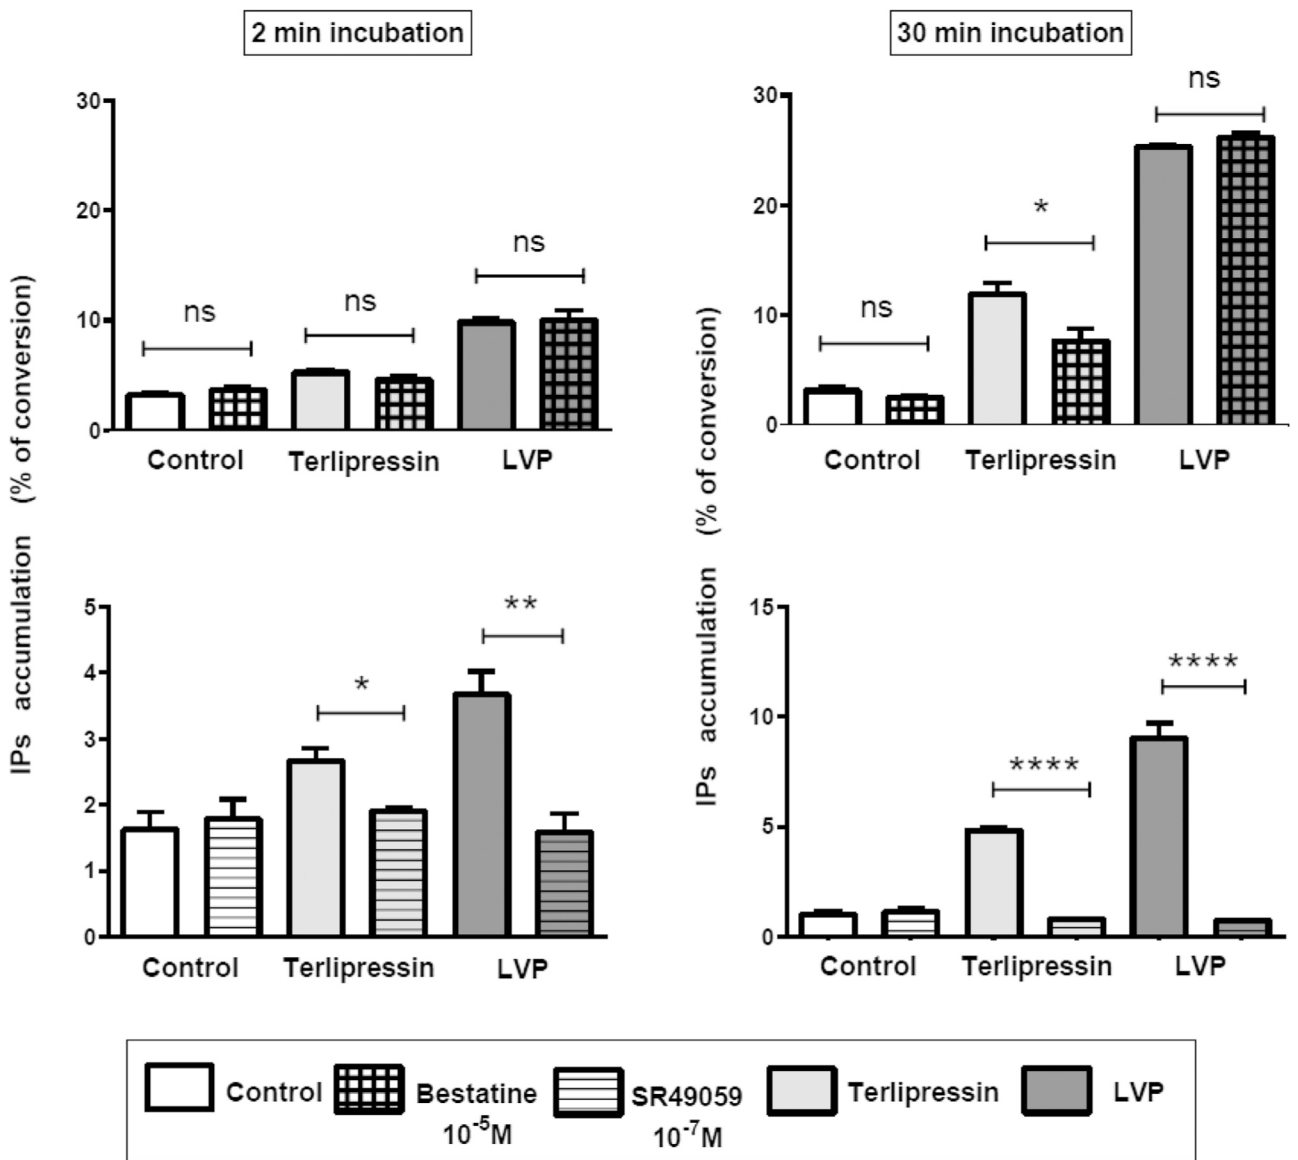 2 min incubation
30 min incubation
IPs accumulation (% of conversion)
30
20
10
0
ns
ns
ns
Control
Terlipressin
LVP
IPs accumulation (% of conversion)
30
20
10
0
ns
*
ns
Control
Terlipressin
LVP
5
4
3
2
1
0
*
**
Control
Terlipressin
LVP
15
10
5
0
****
****
Control
Terlipressin
LVP
Control
Bestatine
10⁻⁵M
SR49059
10⁻⁷M
Terlipressin
LVP